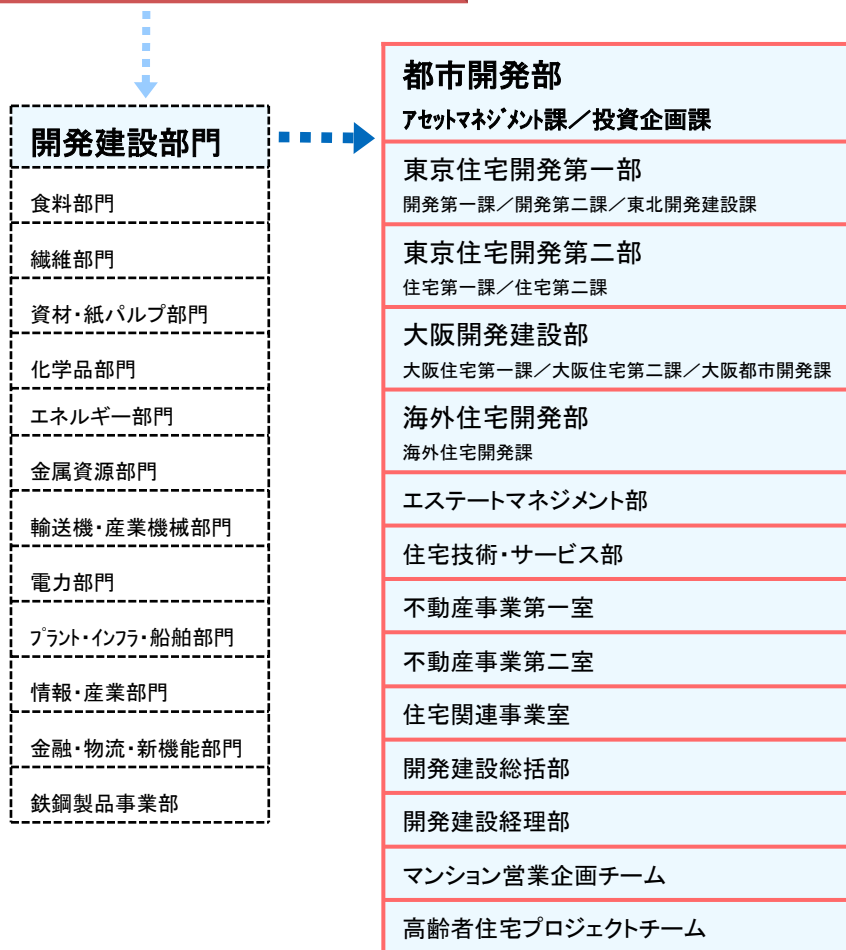 開発建設部門
食料部門
繊維部門
資材・紙パルプ部門
化学品部門
エネルギー部門
金属資源部門
輸送機・産業機械部門
電力部門
プラント・インフラ・船舶部門
情報・産業部門
金融・物流・新機能部門
鉄鋼製品事業部
都市開発部
アセットマネジメント課／投資企画課
東京住宅開発第一部
開発第一課／開発第二課／東北開発建設課
東京住宅開発第二部
住宅第一課／住宅第二課
大阪開発建設部
大阪住宅第一課／大阪住宅第二課／大阪都市開発課
海外住宅開発部
海外住宅開発課
エステートマネジメント部
住宅技術・サービス部
不動産事業第一室
不動産事業第二室
住宅関連事業室
開発建設総括部
開発建設経理部
マンション営業企画チーム
高齢者住宅プロジェクトチーム